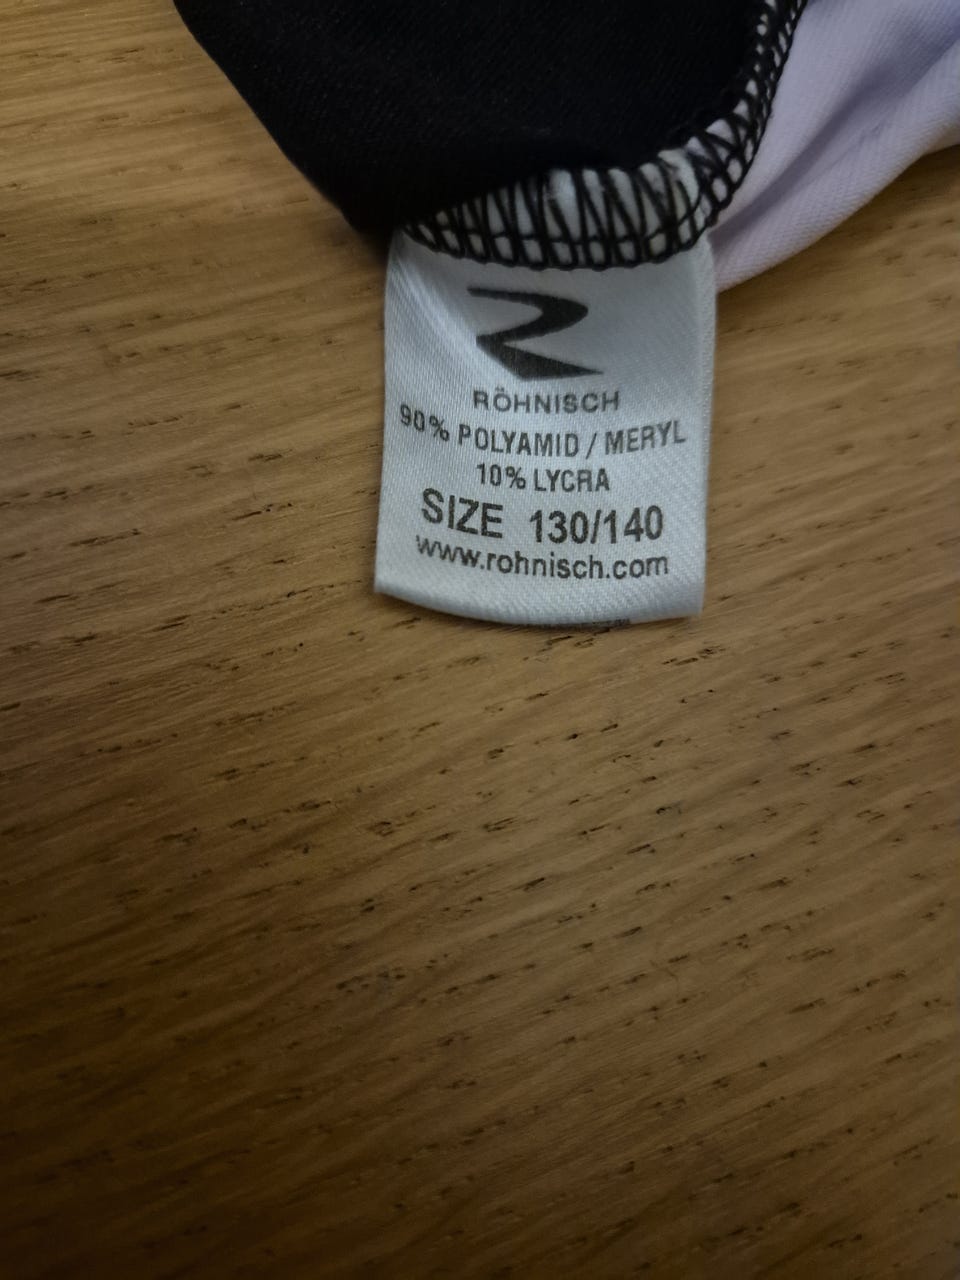 RÖHNISCH
90% POLYAMID / MERYL
10% LYCRA
SIZE 130/140
www.rohnisch.com